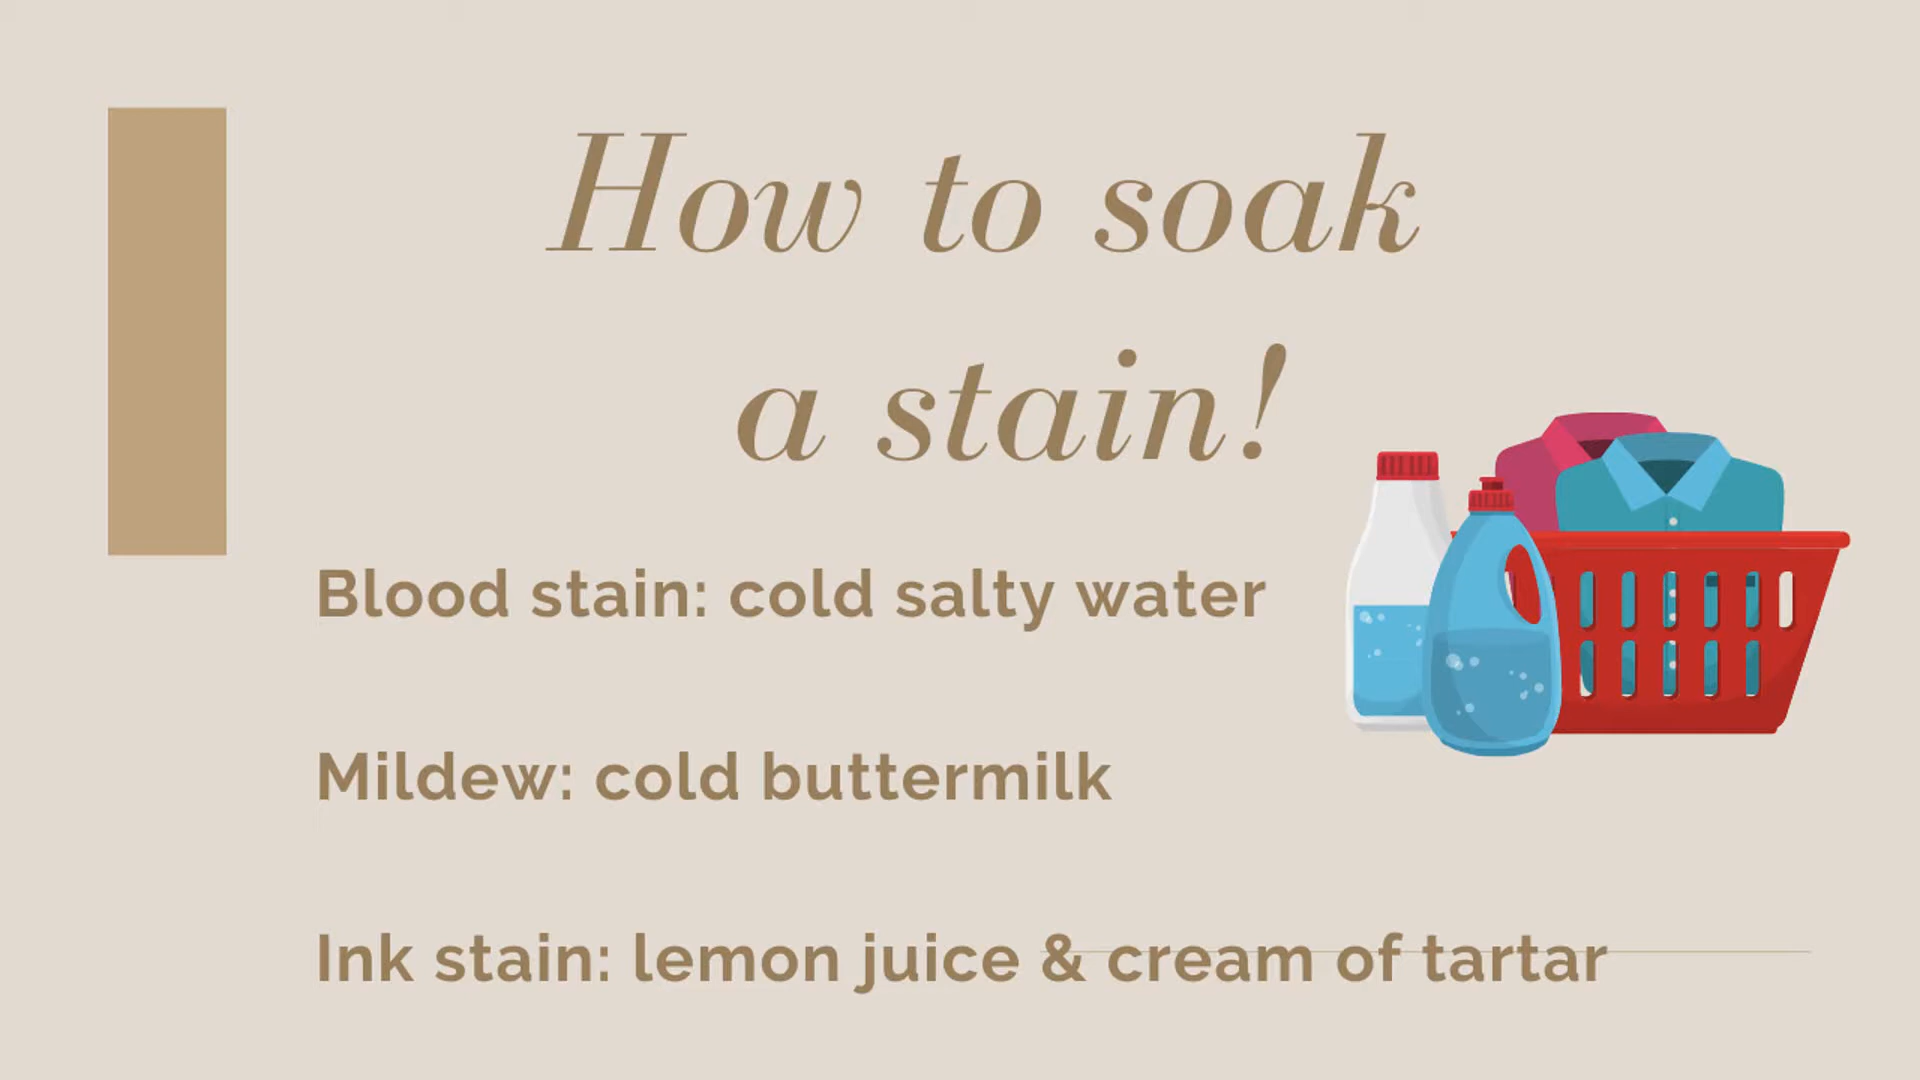 How to soak
a stain!
Blood stain: cold salty water
Mildew: cold buttermilk
Ink stain: lemon juice & cream of tartar